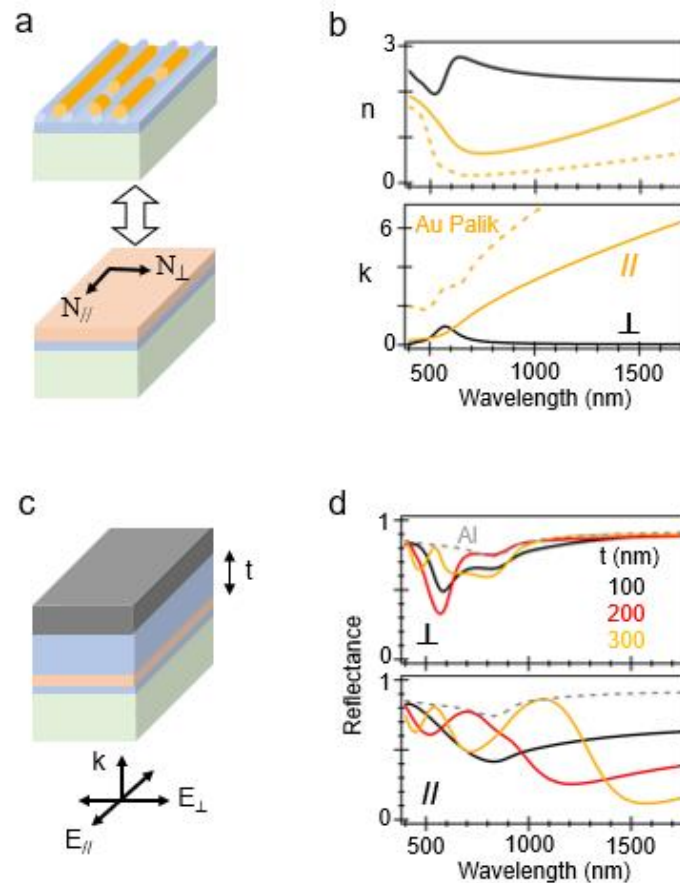 a
N⊥
N//
b
3
n
0
Au Palik
6
//
k
⊥
0
500 1000 1500
Wavelength (nm)
c
t
k
E⊥
E//
d
1
Al
t (nm)
100
200
300
⊥
0
Reflectance
1
//
0
500 1000 1500
Wavelength (nm)